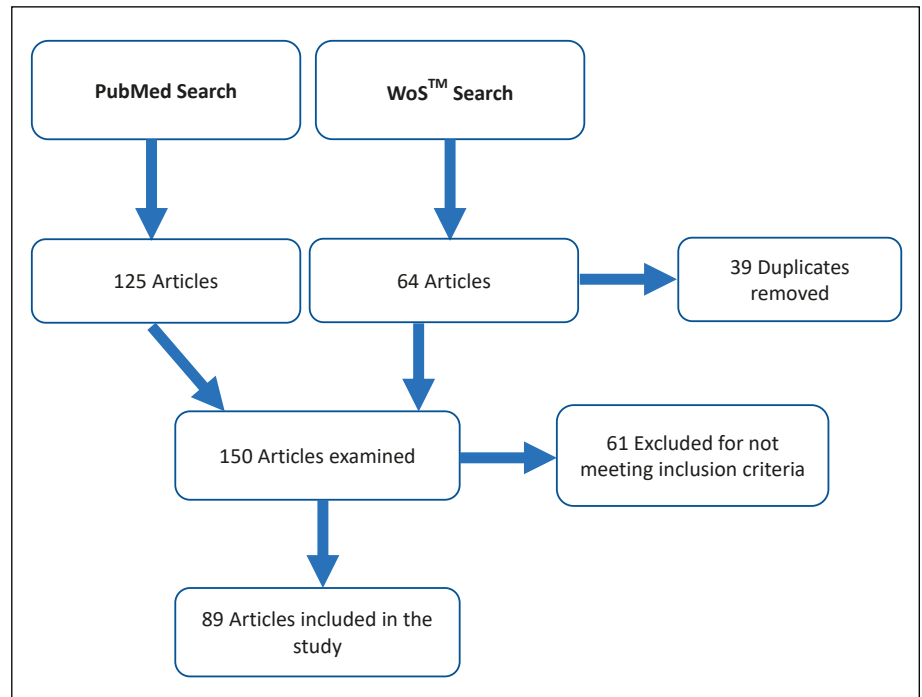 PubMed Search
WoS™ Search
125 Articles
64 Articles
39 Duplicates
removed
150 Articles examined
61 Excluded for not
meeting inclusion criteria
89 Articles included in the
study